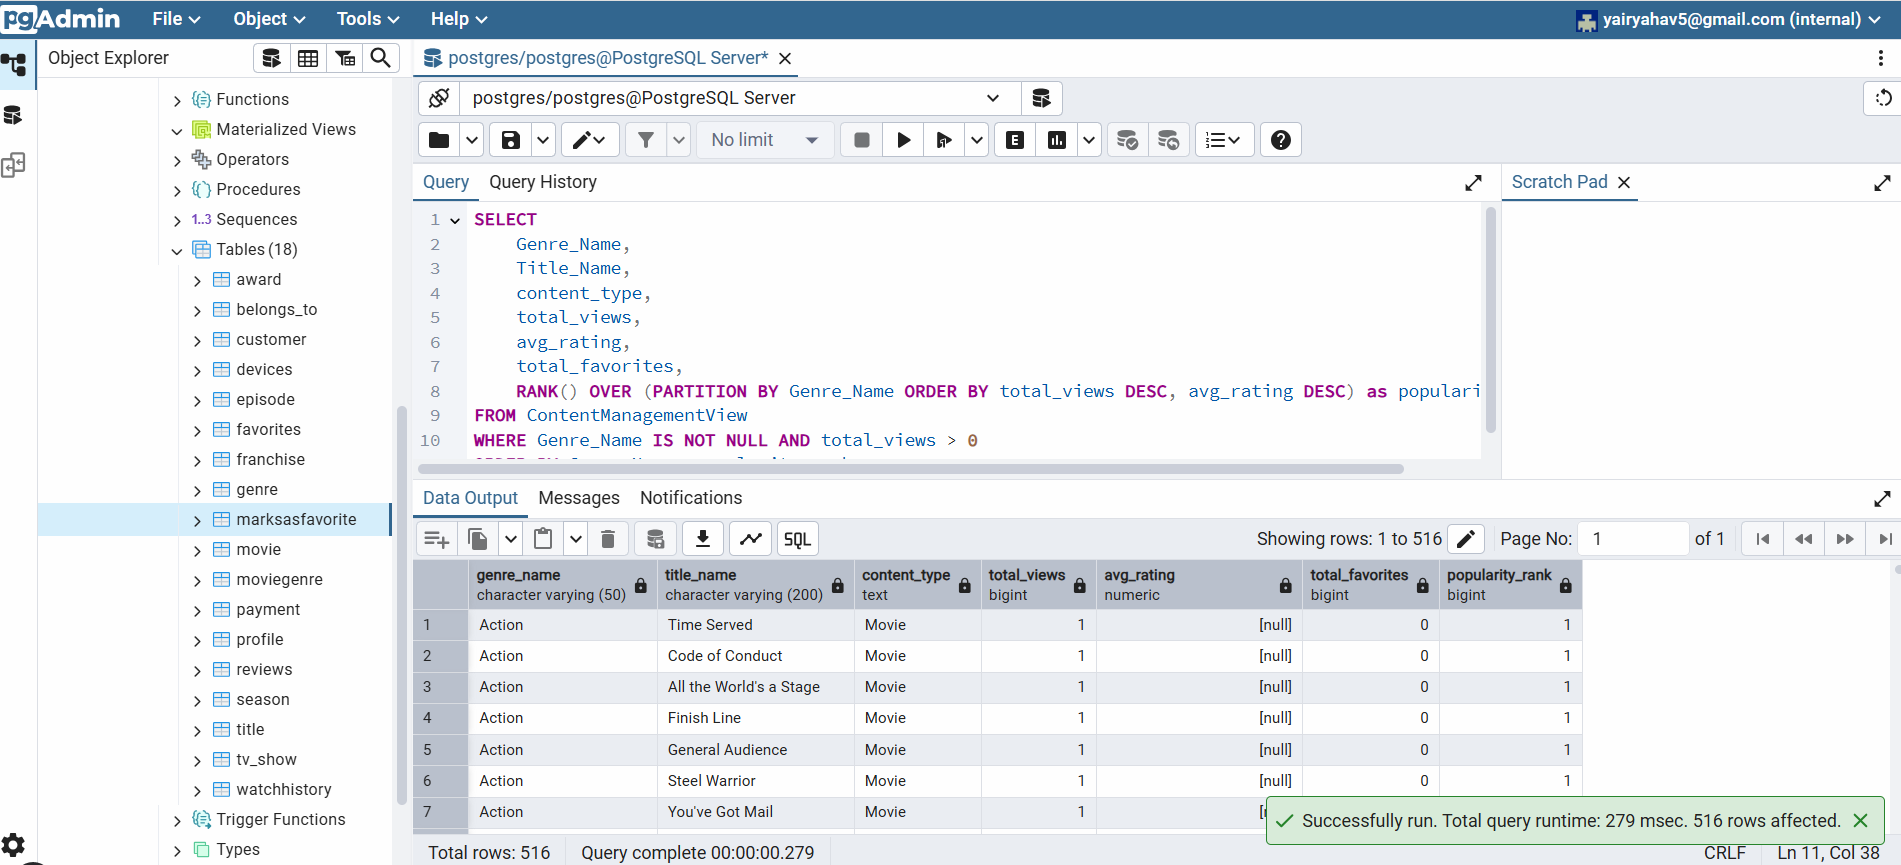 pgAdmin File Object Tools Help yairyahav5@gmail.com (internal)
Object Explorer
postgres/postgres@PostgreSQL Server*
postgres/postgres@PostgreSQL Server
No limit
E
Functions
Materialized Views
Operators
Procedures
1..3 Sequences
Tables (18)
award
belongs_to
customer
devices
episode
favorites
franchise
genre
marksasfavorite
movie
moviegenre
payment
profile
reviews
season
title
tv_show
watchhistory
Trigger Functions
Types
Query Query History
Scratch Pad
1 SELECT
2 Genre_Name,
3 Title_Name,
4 content_type,
5 total_views,
6 avg_rating,
7 total_favorites,
8 RANK() OVER (PARTITION BY Genre_Name ORDER BY total_views DESC, avg_rating DESC) as populari
9 FROM ContentManagementView
10 WHERE Genre_Name IS NOT NULL AND total_views > 0
Data Output Messages Notifications
SQL Showing rows: 1 to 516 Page No: 1 of 1
genre_name title_name content_type total_views avg_rating total_favorites popularity_rank
character varying (50) character varying (200) text bigint numeric bigint bigint
1 Action Time Served Movie 1 [null] 0 1
2 Action Code of Conduct Movie 1 [null] 0 1
3 Action All the World's a Stage Movie 1 [null] 0 1
4 Action Finish Line Movie 1 [null] 0 1
5 Action General Audience Movie 1 [null] 0 1
6 Action Steel Warrior Movie 1 [null] 0 1
7 Action You've Got Mail Movie 1
Successfully run. Total query runtime: 279 msec. 516 rows affected.
Total rows: 516 Query complete 00:00:00.279 CRLF Ln 11, Col 38